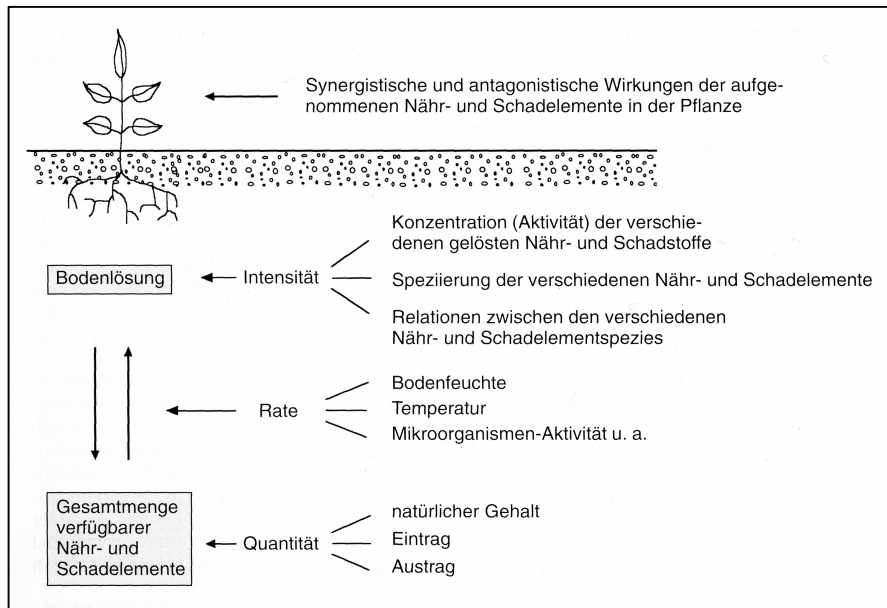 Synergistische und antagonistische Wirkungen der aufge-
nommenen Nähr- und Schadelemente in der Pflanze
Konzentration (Aktivität) der verschie-
denen gelösten Nähr- und Schadstoffe
Bodenlösung
Intensität
Speziierung der verschiedenen Nähr- und Schadelemente
Relationen zwischen den verschiedenen
Nähr- und Schadelementspezies
Bodenfeuchte
Rate
Temperatur
Mikroorganismen-Aktivität u. a.
Gesamtmenge
verfügbarer
Nähr- und
Schadelemente
Quantität
natürlicher Gehalt
Eintrag
Austrag